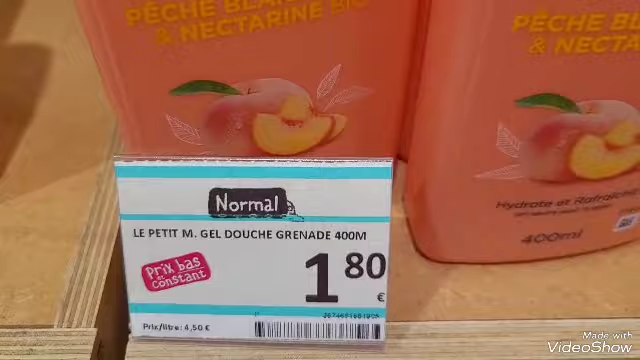 PÊCHE BLAN
& NECTARINE BIO
PÊCHE BL
& NECTA
Hydrate et Rafraîchi
400ml
Normal
LE PETIT M. GEL DOUCHE GRENADE 400M
Prix bas
et
constant
1 80
€
Prix/litre: 4,50 €
Made with
VideoShow